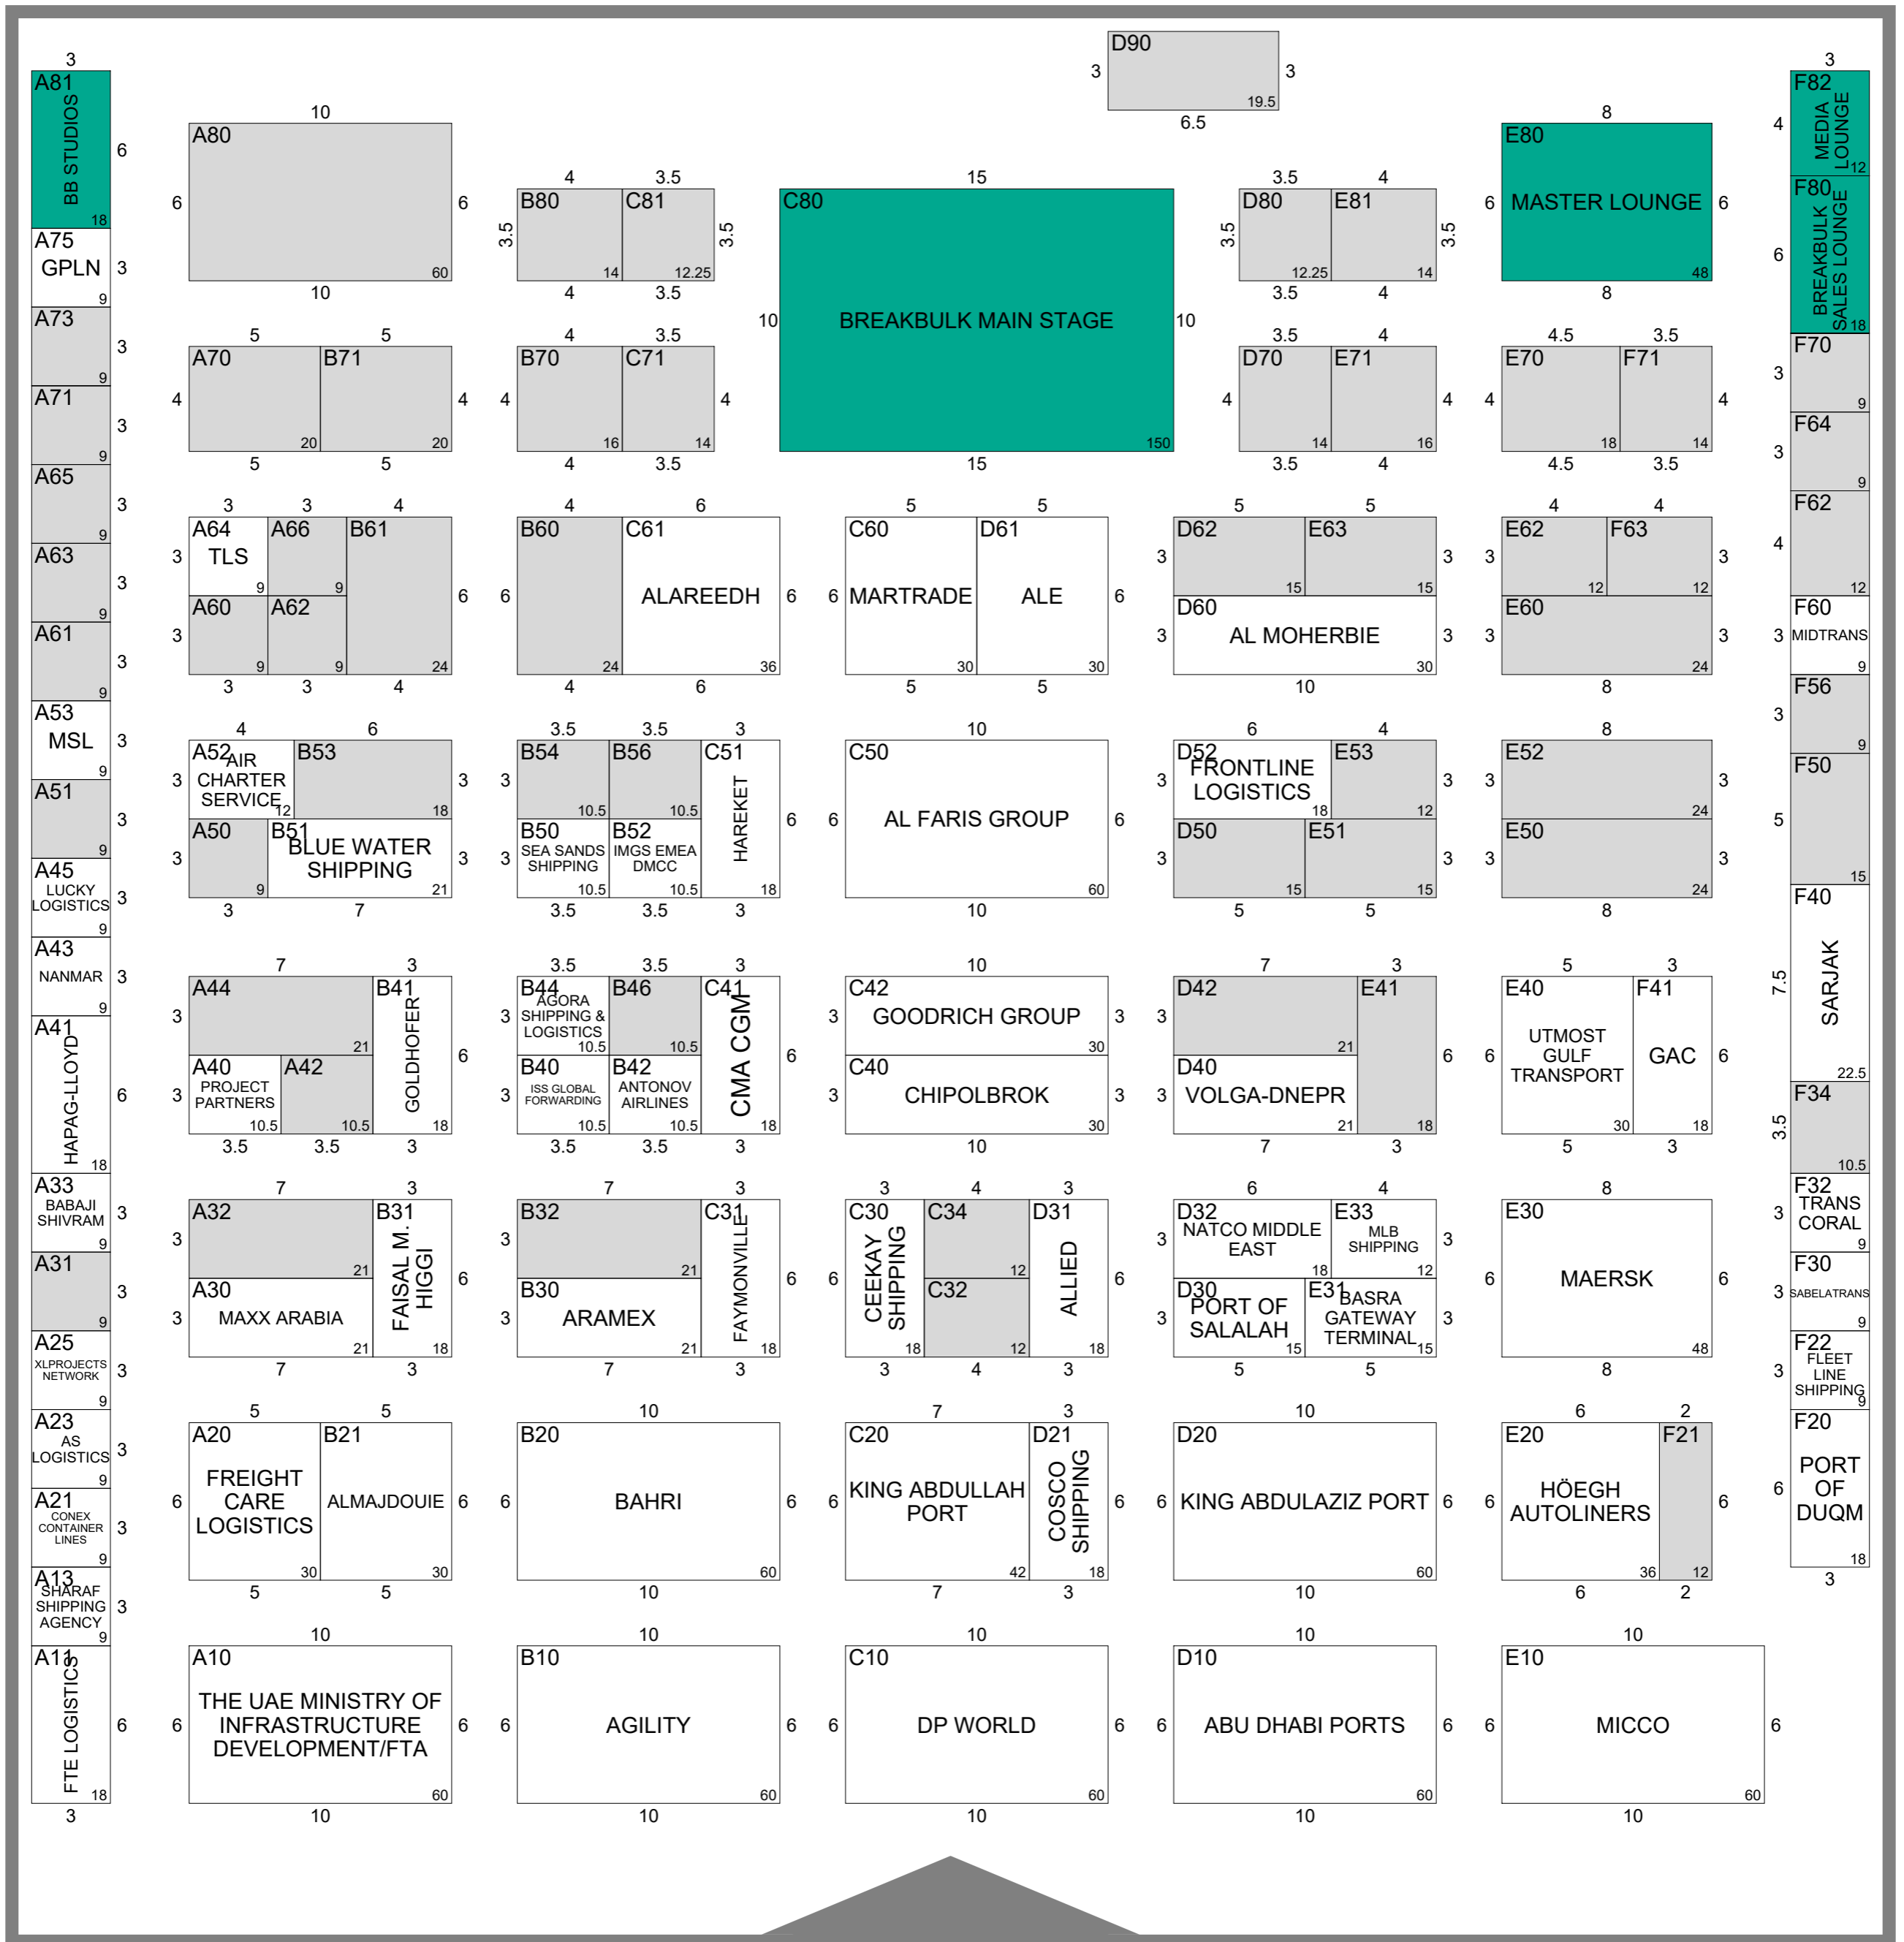 D90
3
3
19.5
6.5
3
A81
BB STUDIOS
18
6
A75
GPLN
9
3
A73
9
3
A71
9
3
A65
9
3
A63
9
3
A61
9
3
A53
MSL
9
3
A51
9
3
A45
LUCKY
LOGISTICS
9
3
A43
NANMAR
9
3
A41
HAPAG-LLOYD
18
6
A33
BABAJI
SHIVRAM
9
3
A31
9
3
A25
XLPROJECTS
NETWORK
9
3
A23
AS
LOGISTICS
9
3
A21
CONEX
CONTAINER
LINES
9
3
A13
SHARAF
SHIPPING
AGENCY
9
3
A11
FTE LOGISTICS
18
6
3
10
A80
6
6
60
10
4
3.5
B80
C81
3.5
3.5
14
12.25
4
3.5
15
C80
BREAKBULK MAIN STAGE
10
10
150
15
3.5
4
D80
E81
3.5
3.5
12.25
14
3.5
4
8
E80
MASTER LOUNGE
6
6
48
8
5
5
A70
B71
4
4
20
20
5
5
4
3.5
B70
C71
4
4
16
14
4
3.5
3.5
4
D70
E71
4
4
14
16
3.5
4
4.5
3.5
E70
F71
4
4
18
14
4.5
3.5
3
3
4
A64
TLS
9
A66
9
B61
24
3
6
A60
9
A62
9
3
3
3
4
4
6
B60
24
C61
ALAREEDH
36
6
6
4
6
5
5
C60
MARTRADE
30
D61
ALE
30
6
6
5
5
5
5
D62
15
E63
15
3
3
D60
AL MOHERBIE
30
3
3
10
4
4
E62
12
F63
12
3
3
E60
24
3
3
8
4
6
A52
AIR
CHARTER
SERVICE
12
B53
18
3
3
A50
9
B51
BLUE WATER
SHIPPING
21
3
3
3
7
3.5
3.5
3
B54
10.5
B56
10.5
C51
HAREKET
18
3
6
B50
SEA SANDS
SHIPPING
10.5
B52
IMGS EMEA
DMCC
10.5
3
3.5
3.5
3
10
C50
AL FARIS GROUP
6
6
60
10
6
4
D52
FRONTLINE
LOGISTICS
18
E53
12
3
3
D50
15
E51
15
3
3
5
5
8
E52
24
3
3
E50
24
3
3
8
7
3
A44
21
B41
GOLDHOFER
18
3
6
A40
PROJECT
PARTNERS
10.5
A42
10.5
3
3.5
3.5
3
3.5
3.5
3
B44
AGORA
SHIPPING &
LOGISTICS
10.5
B46
10.5
C41
CMA CGM
18
3
6
B40
ISS GLOBAL
FORWARDING
10.5
B42
ANTONOV
AIRLINES
10.5
3
3.5
3.5
3
10
C42
GOODRICH GROUP
30
3
3
C40
CHIPOLBROK
30
3
3
10
7
3
D42
21
E41
18
3
6
D40
VOLGA-DNEPR
21
3
7
3
5
3
E40
UTMOST
GULF
TRANSPORT
30
F41
GAC
18
6
6
5
3
7
3
A32
21
B31
FAISAL M.
HIGGI
18
3
6
A30
MAXX ARABIA
21
3
7
3
7
3
B32
21
C31
FAYMONVILLE
18
3
6
B30
ARAMEX
21
3
7
3
3
4
3
C30
CEEKAY
SHIPPING
18
C34
12
C32
12
D31
ALLIED
18
6
6
3
4
3
6
4
D32
NATCO MIDDLE
EAST
18
E33
MLB
SHIPPING
12
3
3
D30
PORT OF
SALALAH
15
E31
BASRA
GATEWAY
TERMINAL
15
3
3
5
5
8
E30
MAERSK
6
6
48
8
5
5
A20
FREIGHT
CARE
LOGISTICS
30
B21
ALMAJDOUIE
30
6
6
5
5
10
B20
BAHRI
6
6
60
10
7
3
C20
KING ABDULLAH
PORT
42
D21
COSCO
SHIPPING
18
6
6
7
3
10
D20
KING ABDULAZIZ PORT
6
6
60
10
6
2
E20
HÖEGH
AUTOLINERS
36
F21
12
6
6
6
2
10
A10
THE UAE MINISTRY OF
INFRASTRUCTURE
DEVELOPMENT/FTA
6
6
60
10
10
B10
AGILITY
6
6
60
10
10
C10
DP WORLD
6
6
60
10
10
D10
ABU DHABI PORTS
6
6
60
10
10
E10
MICCO
6
6
60
10
3
F82
MEDIA
LOUNGE
12
4
F80
BREAKBULK
SALES LOUNGE
18
6
F70
9
3
F64
9
3
F62
12
4
F60
MIDTRANS
9
3
F56
9
3
F50
15
5
F40
SARJAK
22.5
7.5
F34
10.5
3.5
F32
TRANS
CORAL
9
3
F30
SABELATRANS
9
3
F22
FLEET
LINE
SHIPPING
9
3
F20
PORT
OF
DUQM
18
6
3